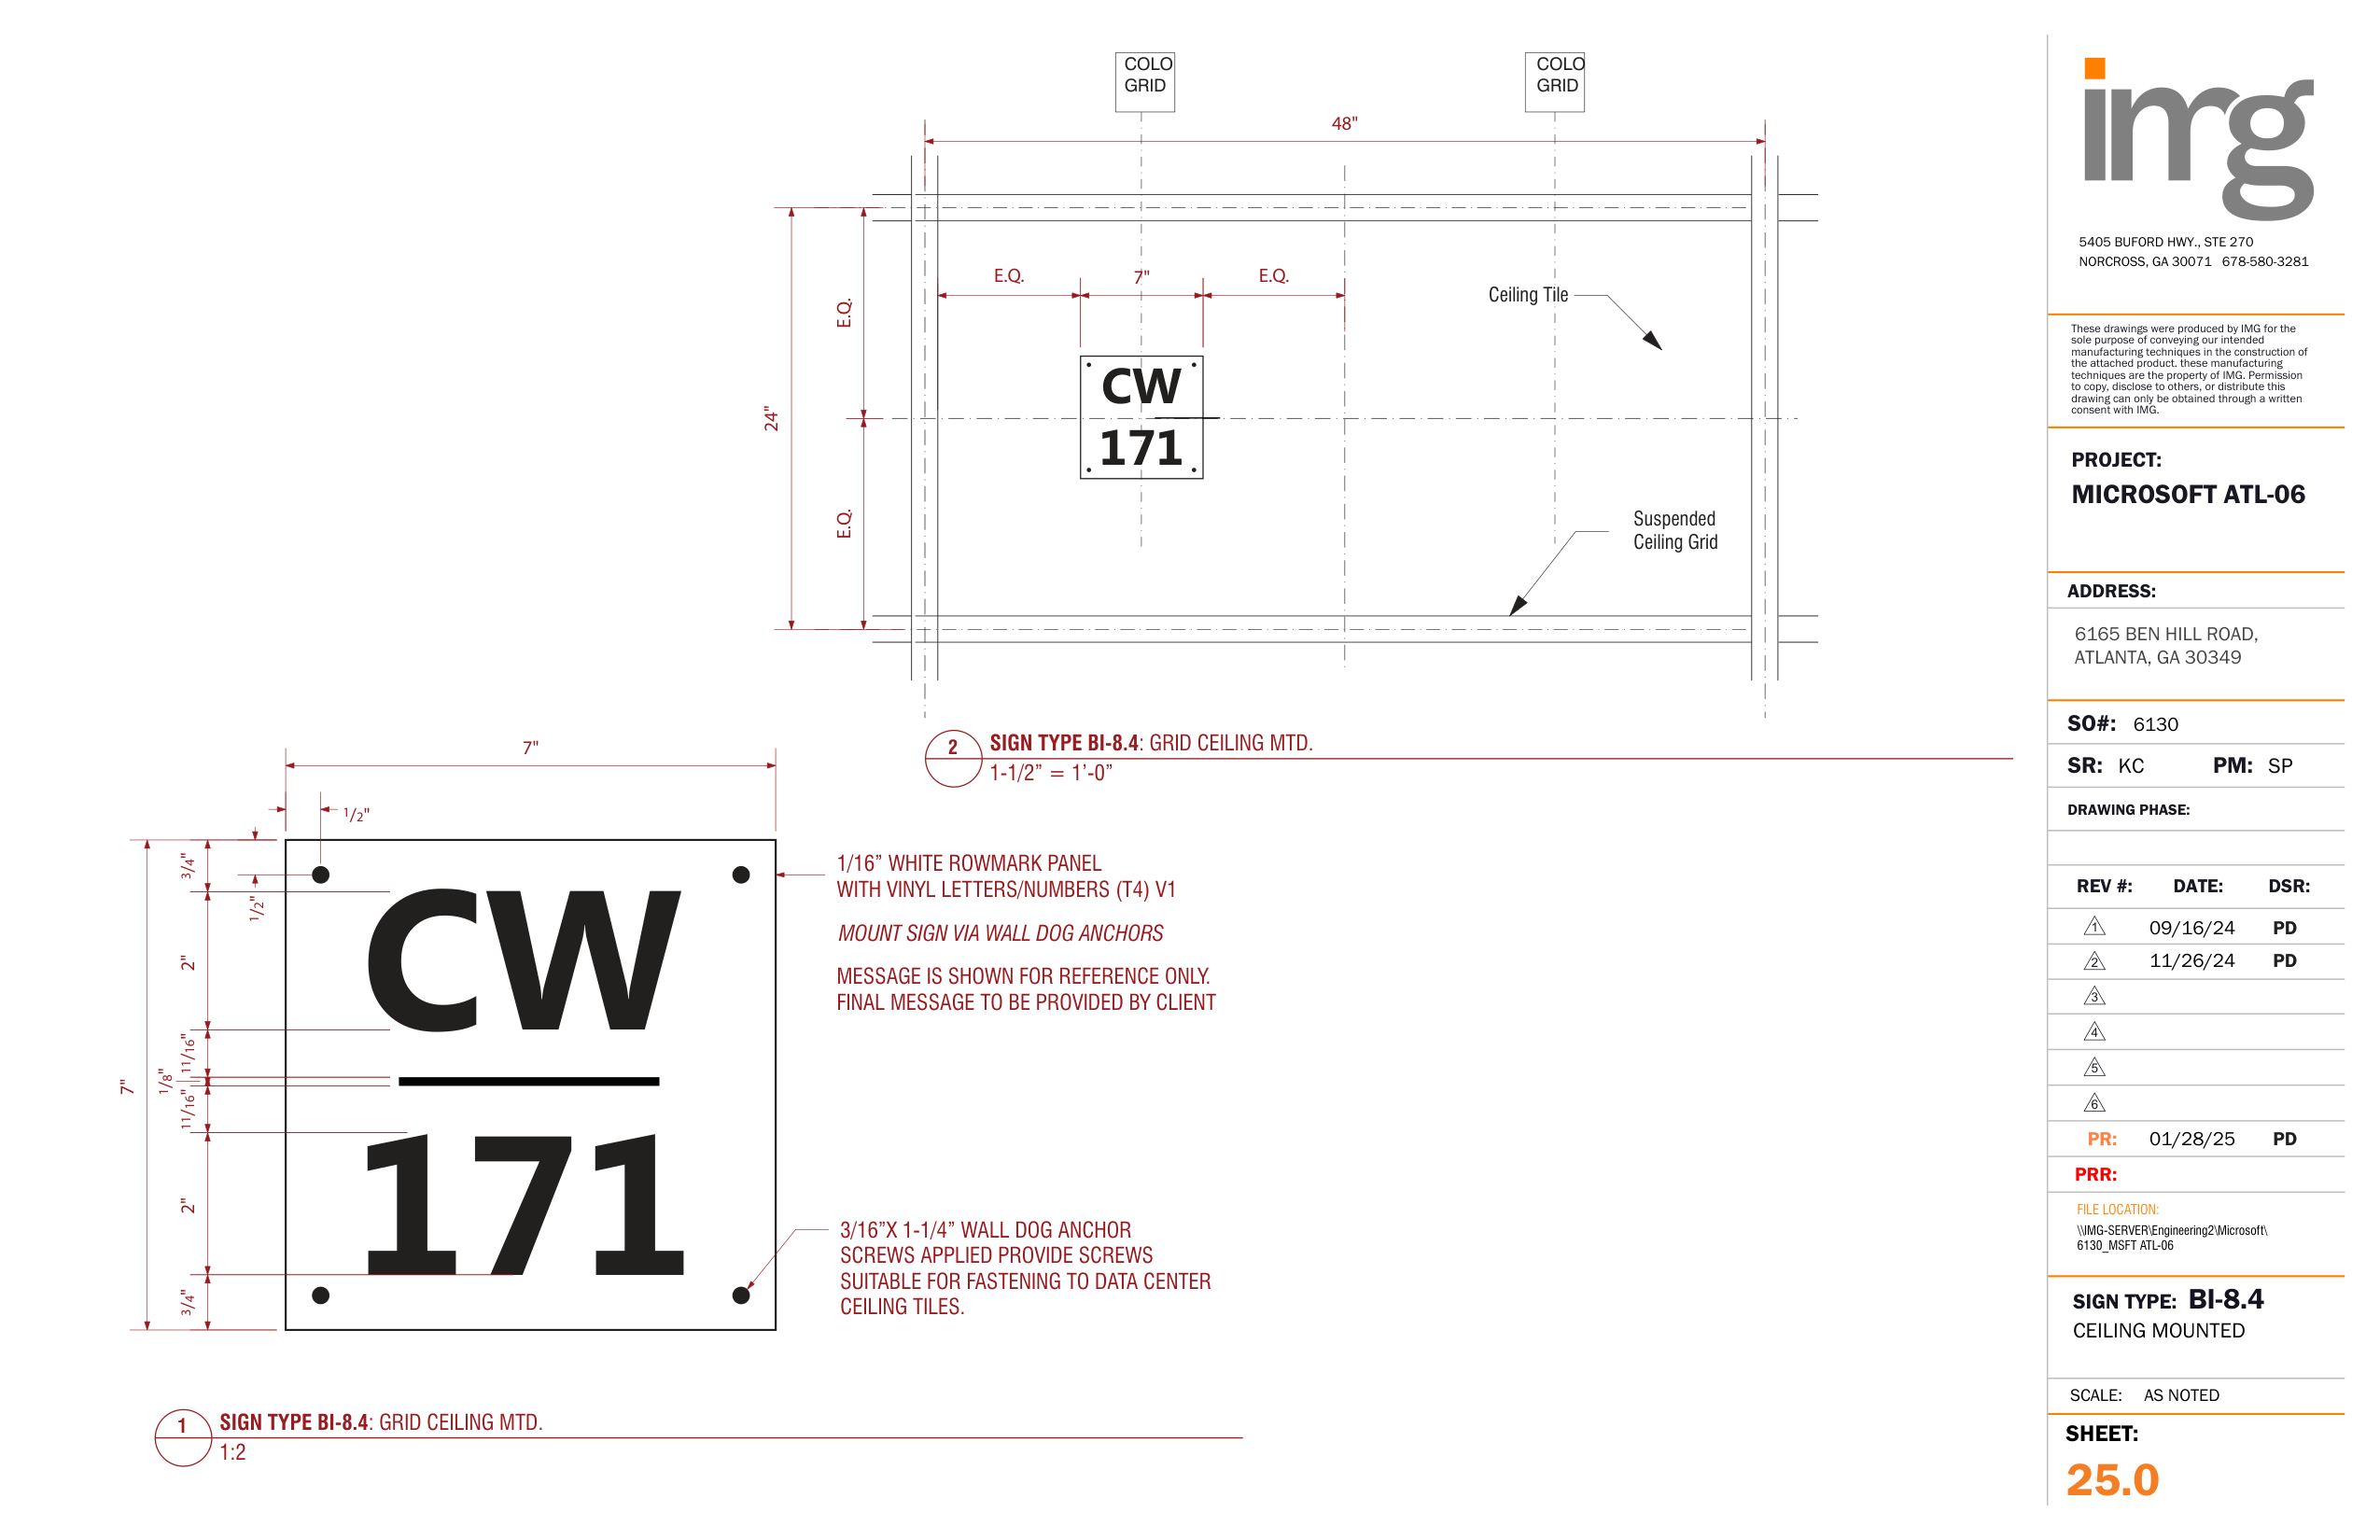 COLO
GRID
COLO
GRID
48"
E.Q.
7"
E.Q.
Ceiling Tile
E.Q.
24"
CW
171
E.Q.
Suspended
Ceiling Grid
2
SIGN TYPE BI-8.4: GRID CEILING MTD.
1-1/2” = 1’-0”
7"
1/2"
3/4"
1/2"
2"
11/16"
1/8"
7"
11/16"
2"
3/4"
CW
171
1/16” WHITE ROWMARK PANEL
WITH VINYL LETTERS/NUMBERS (T4) V1
MOUNT SIGN VIA WALL DOG ANCHORS
MESSAGE IS SHOWN FOR REFERENCE ONLY.
FINAL MESSAGE TO BE PROVIDED BY CLIENT
3/16”X 1-1/4” WALL DOG ANCHOR
SCREWS APPLIED PROVIDE SCREWS
SUITABLE FOR FASTENING TO DATA CENTER
CEILING TILES.
1
SIGN TYPE BI-8.4: GRID CEILING MTD.
1:2
img
5405 BUFORD HWY., STE 270
NORCROSS, GA 30071 678-580-3281
These drawings were produced by IMG for the
sole purpose of conveying our intended
manufacturing techniques in the construction of
the attached product. these manufacturing
techniques are the property of IMG. Permission
to copy, disclose to others, or distribute this
drawing can only be obtained through a written
consent with IMG.
PROJECT:
MICROSOFT ATL-06
ADDRESS:
6165 BEN HILL ROAD,
ATLANTA, GA 30349
SO#: 6130
SR: KC PM: SP
DRAWING PHASE:
REV #: DATE: DSR:
1 09/16/24 PD
2 11/26/24 PD
3
4
5
6
PR: 01/28/25 PD
PRR:
FILE LOCATION:
\\IMG-SERVER\Engineering2\Microsoft\
6130_MSFT ATL-06
SIGN TYPE: BI-8.4
CEILING MOUNTED
SCALE: AS NOTED
SHEET:
25.0